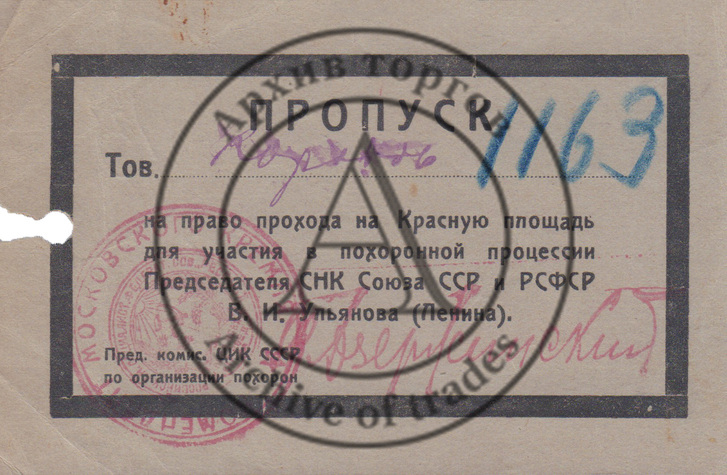 Архив торгов
ПРОПУСК
1163
Тов.
на право прохода на Красную площадь
для участия в похоронной процессии
Председателя СНК Союза ССР и РСФСР
В. И. Ульянова (Ленина).
Ф. Дзержинский
Пред. комис. ЦИК СССР
по организации похорон
МОСКОВСК
Archive of trades